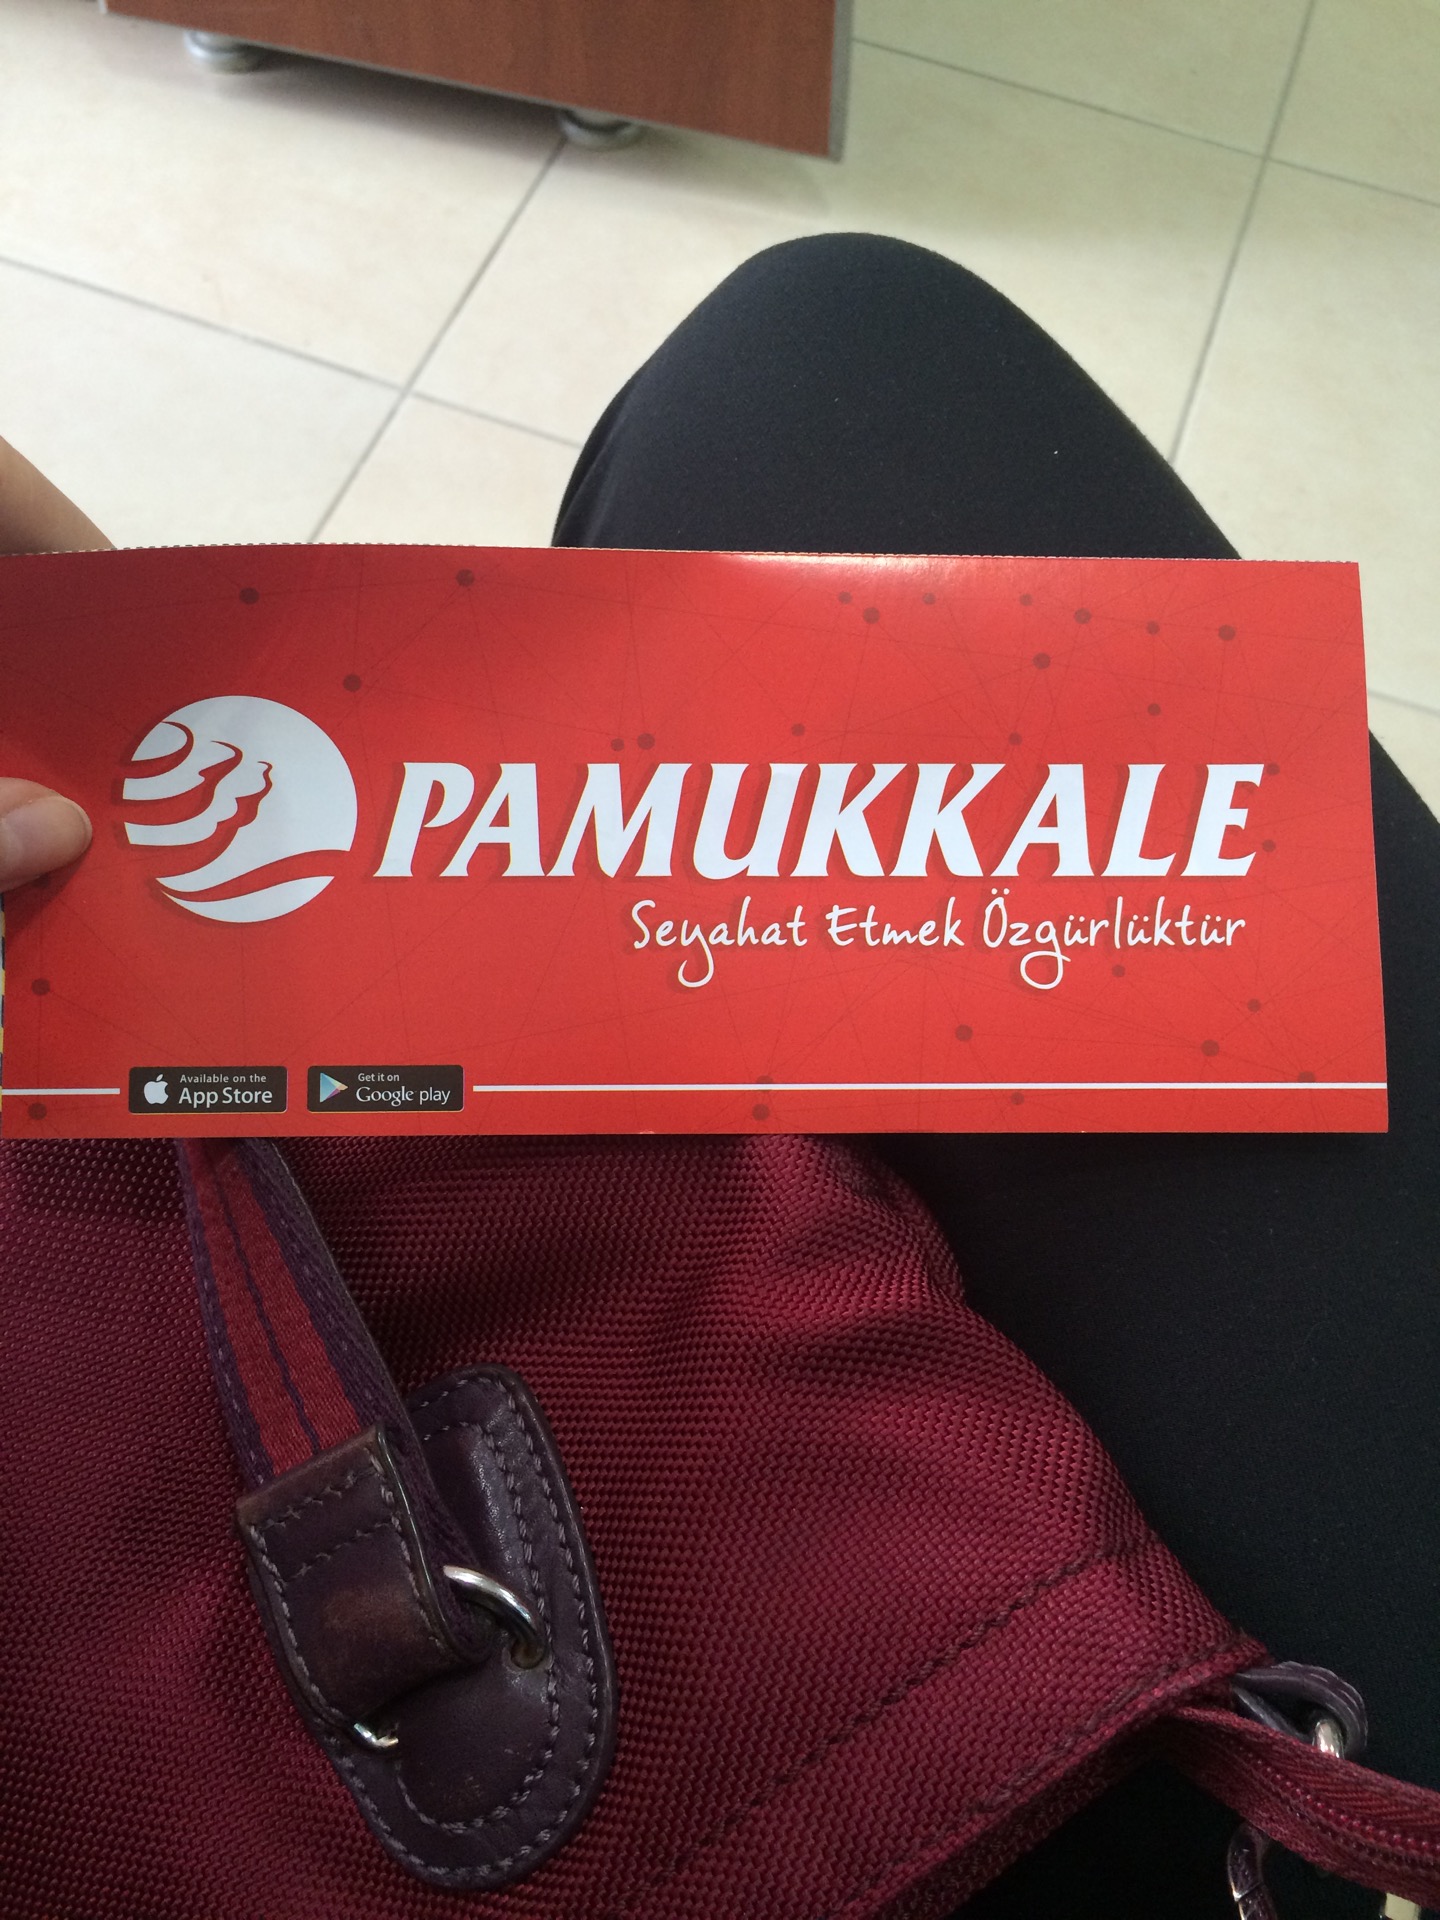 PAMUKKALE
Seyahat Etmek Özgürlüktür
Available on the
App Store
Get it on
Google play